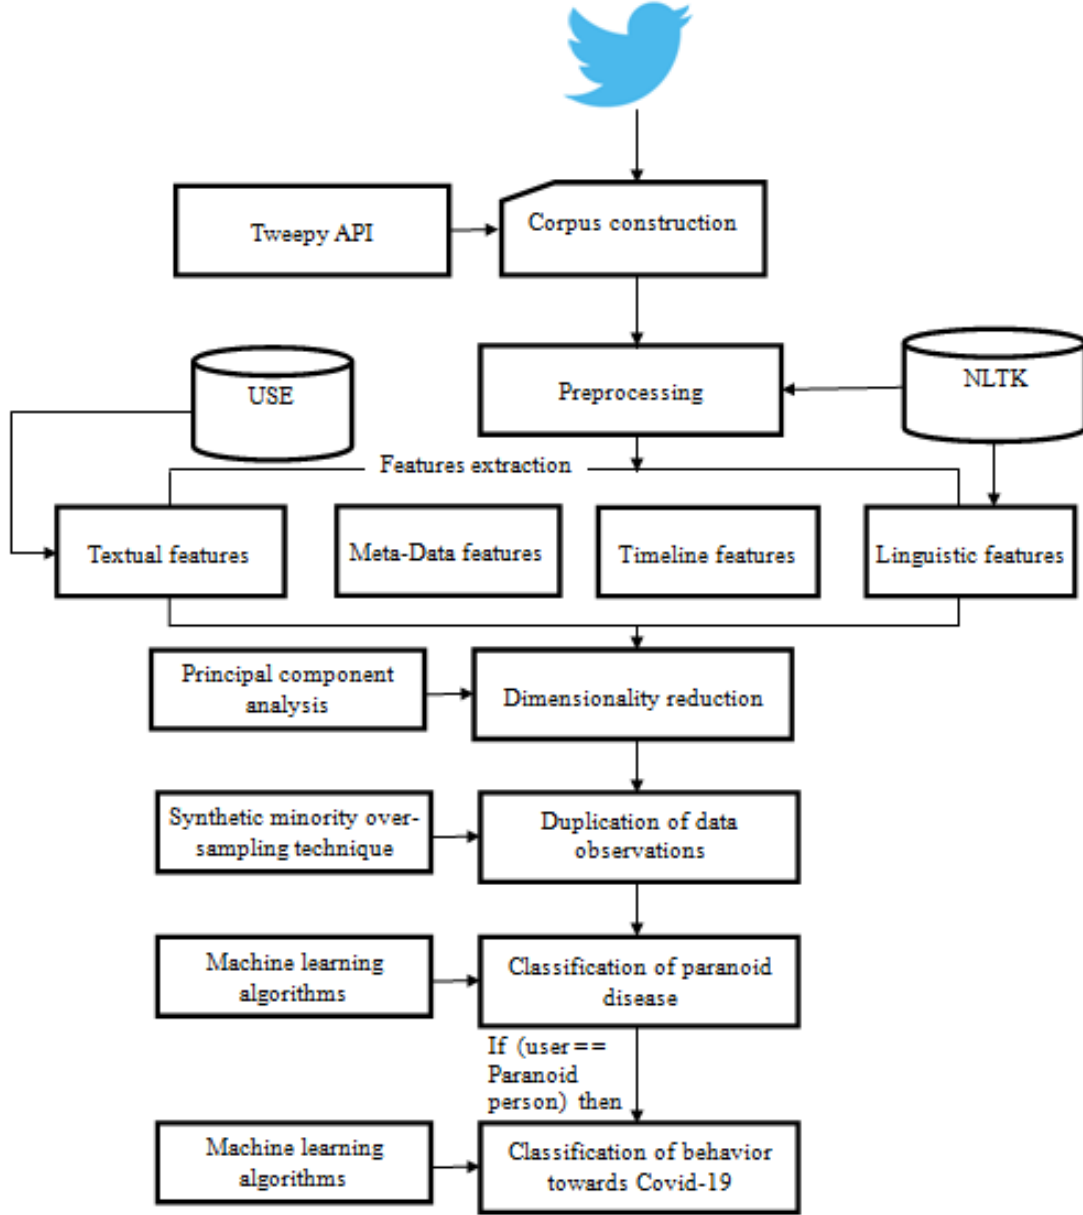 Tweepy API
Corpus construction
USE
Preprocessing
NLTK
Features extraction
Textual features
Meta-Data features
Timeline features
Linguistic features
Principal component
analysis
Dimensionality reduction
Synthetic minority over-
sampling technique
Duplication of data
observations
Machine learning
algorithms
Classification of paranoid
disease
If (user==
Paranoid
person) then
Machine learning
algorithms
Classification of behavior
towards Covid-19